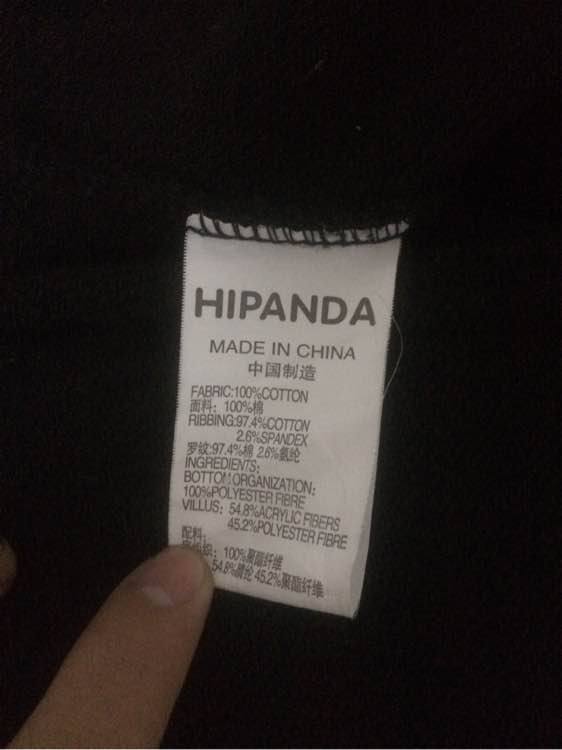 HIPANDA
MADE IN CHINA
中国制造
FABRIC:100%COTTON
面料: 100%棉
RIBBING:97.4%COTTON
2.6%SPANDEX
罗纹:97.4%棉 2.6%氨纶
INGREDIENTS:
BOTTOM ORGANIZATION:
100%POLYESTER FIBRE
VILLUS: 54.8%ACRYLIC FIBERS
45.2%POLYESTER FIBRE
配料:
100%聚酯纤维
54.8%腈纶 45.2%聚酯纤维